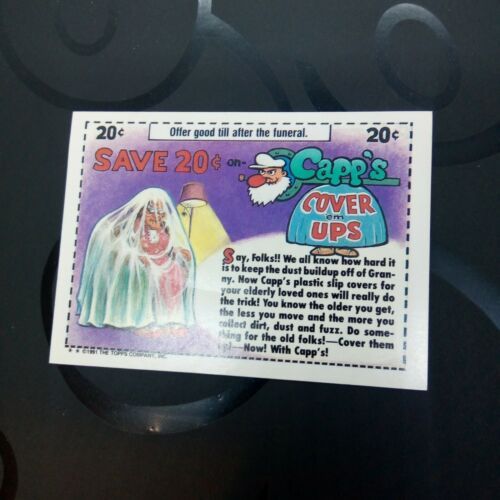 20¢
Offer good till after the funeral.
20¢
SAVE 20¢ on-
Capp's
COVER
em
UPS
Say, Folks!! We all know how hard it
is to keep the dust buildup off of Gran-
ny. Now Capp's plastic slip covers for
your elderly loved ones will really do
the trick! You know the older you get,
the less you move and the more you
collect dirt, dust and fuzz. Do some-
thing for the old folks!—Cover them
—Now! With Capp's!
★ ★ ©1991 THE TOPPS COMPANY, INC.